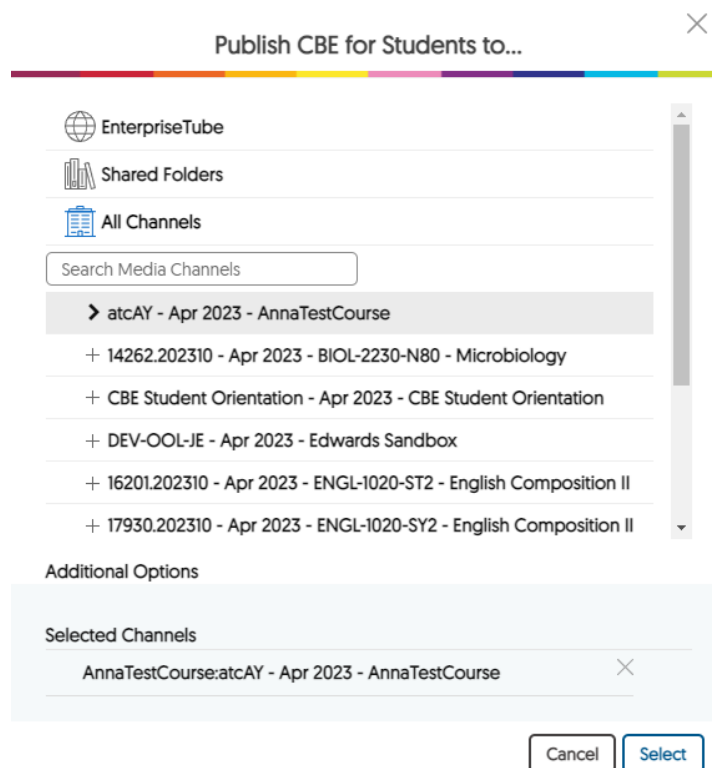 Publish CBE for Students to...
EnterpriseTube
Shared Folders
All Channels
Search Media Channels
atcAY - Apr 2023 - AnnaTestCourse
14262.202310 - Apr 2023 - BIOL-2230-N80 - Microbiology
CBE Student Orientation - Apr 2023 - CBE Student Orientation
DEV-OOL-JE - Apr 2023 - Edwards Sandbox
16201.202310 - Apr 2023 - ENGL-1020-ST2 - English Composition II
17930.202310 - Apr 2023 - ENGL-1020-SY2 - English Composition II
Additional Options
Selected Channels
AnnaTestCourse:atcAY - Apr 2023 - AnnaTestCourse
Cancel Select